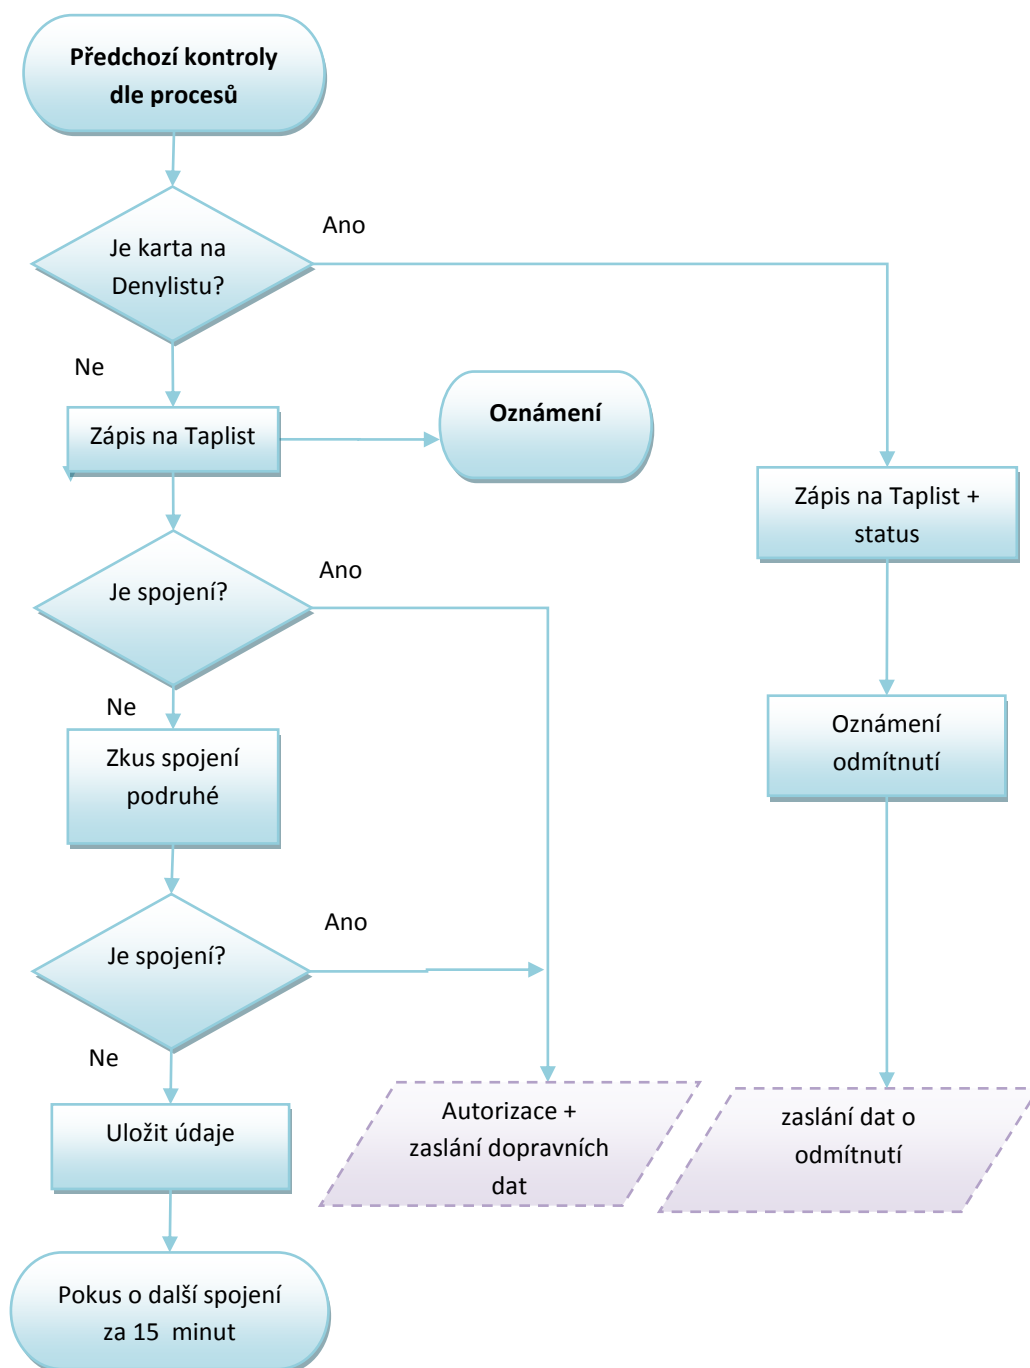 Předchozí kontroly
dle procesů
Ano
Je karta na
Denylistu?
Ne
Oznámení
Zápis na Taplist
Zápis na Taplist +
status
Ano
Je spojení?
Ne
Oznámení
odmítnutí
Zkus spojení
podruhé
Ano
Je spojení?
Ne
Autorizace +
zaslání dopravních
dat
zaslání dat o
odmítnutí
Uložit údaje
Pokus o další spojení
za 15  minut